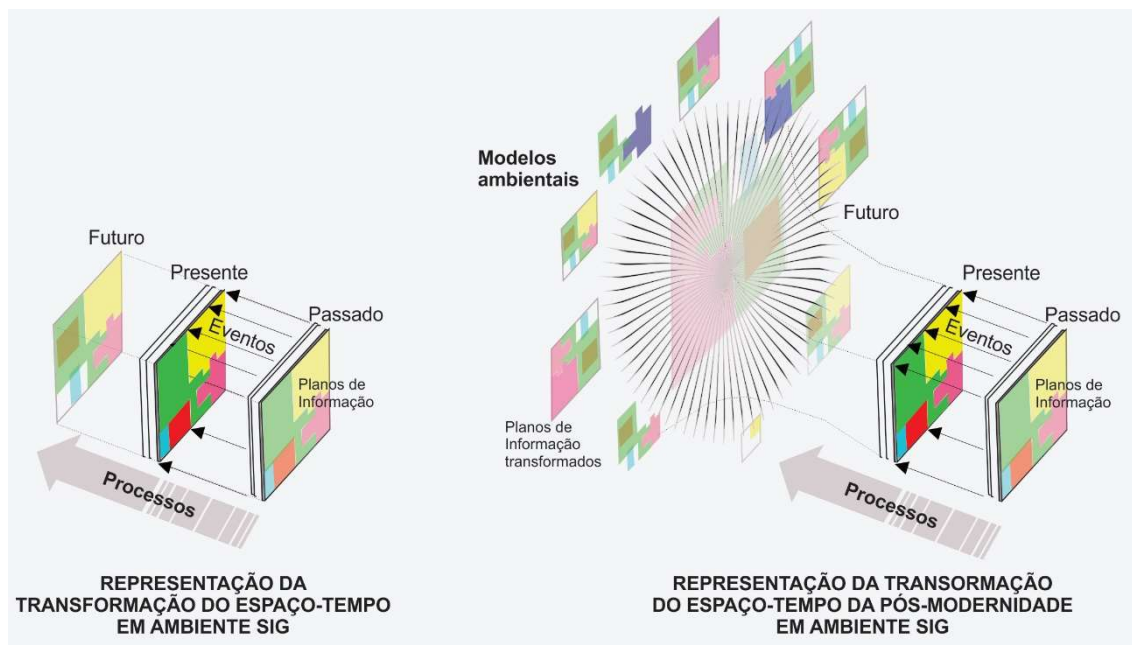 Futuro
Presente
Eventos
Passado
Planos de
Informação
Processos
REPRESENTAÇÃO DA
TRANSFORMAÇÃO DO ESPAÇO-TEMPO
EM AMBIENTE SIG
Modelos
ambientais
Futuro
Presente
Eventos
Passado
Planos de
Informação
Planos de
Informação
transformados
Processos
REPRESENTAÇÃO DA TRANSORMAÇÃO
DO ESPAÇO-TEMPO DA PÓS-MODERNIDADE
EM AMBIENTE SIG